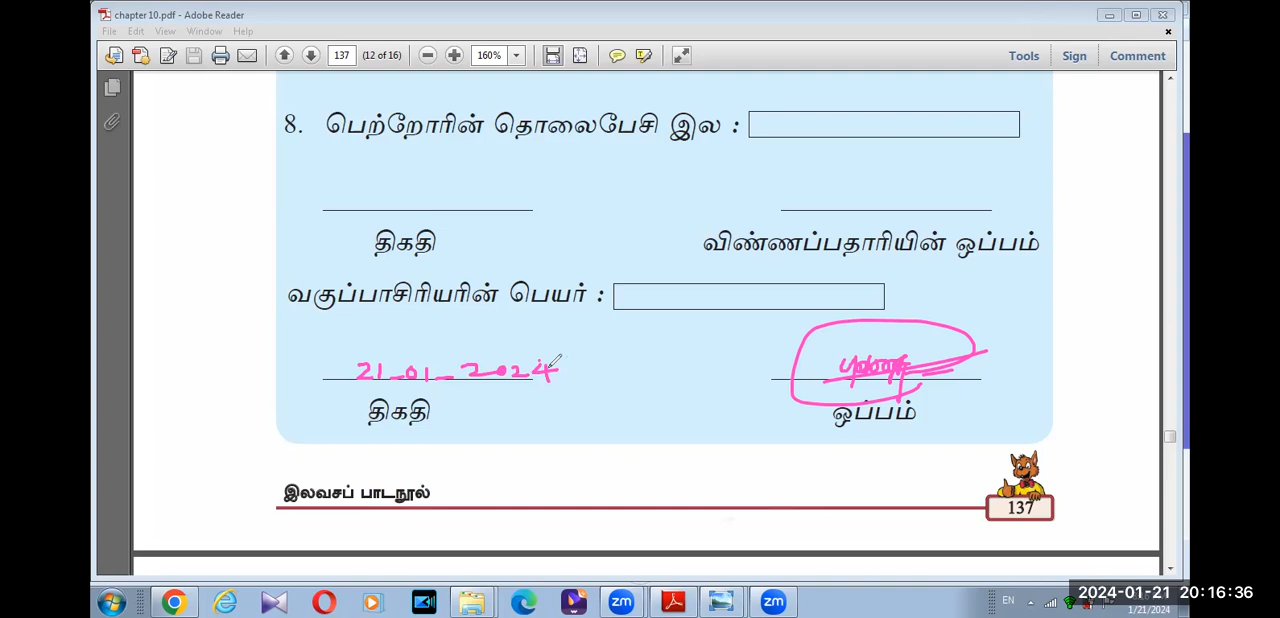 chapter10.pdf - Adobe Reader
File Edit View Window Help
137 (12 of 16) 160% Tools Sign Comment
8. பெற்றோரின் தொலைபேசி இல :
திகதி விண்ணப்பதாரியின் ஒப்பம்
வகுப்பாசிரியரின் பெயர் :
21-01-2024
திகதி ஒப்பம்
இலவசப் பாடநூல்
137
EN
2024-01-21 20:16:36
1/21/2024